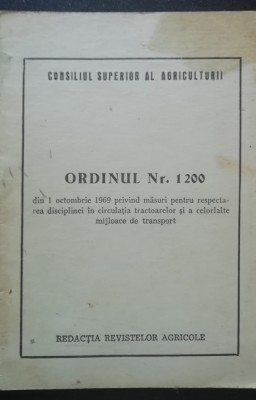 CONSILIUL SUPERIOR AL AGRICULTURII
ORDINUL Nr. 1200
din 1 octombrie 1969 privind măsuri pentru respecta-
rea disciplinei în circulația tractoarelor și a celorlalte
mijloace de transport
REDACȚIA REVISTELOR AGRICOLE